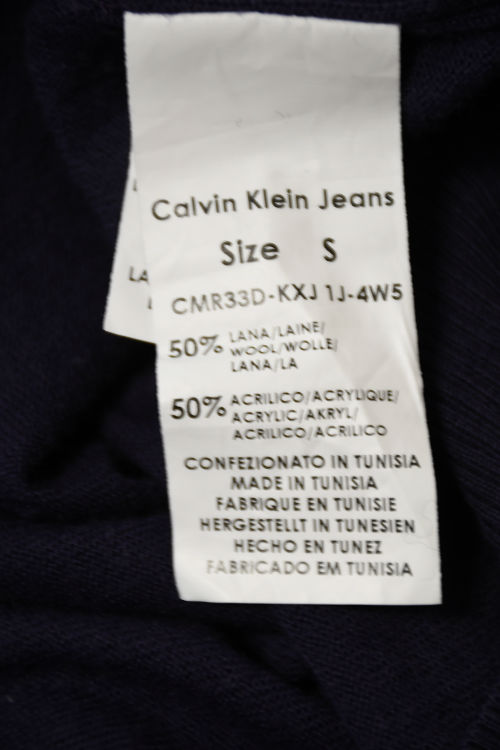 Calvin Klein Jeans
Size S
CMR33D-KXJ 1J-4W5
50% LANA/LAINE/
WOOL/WOLLE/
LANA/LA
50% ACRILICO/ACRYLIQUE/
ACRYLIC/AKRYL/
ACRILICO/ACRILICO
CONFEZIONATO IN TUNISIA
MADE IN TUNISIA
FABRIQUE EN TUNISIE
HERGESTELLT IN TUNESIEN
HECHO EN TUNEZ
FABRICADO EM TUNISIA
LA